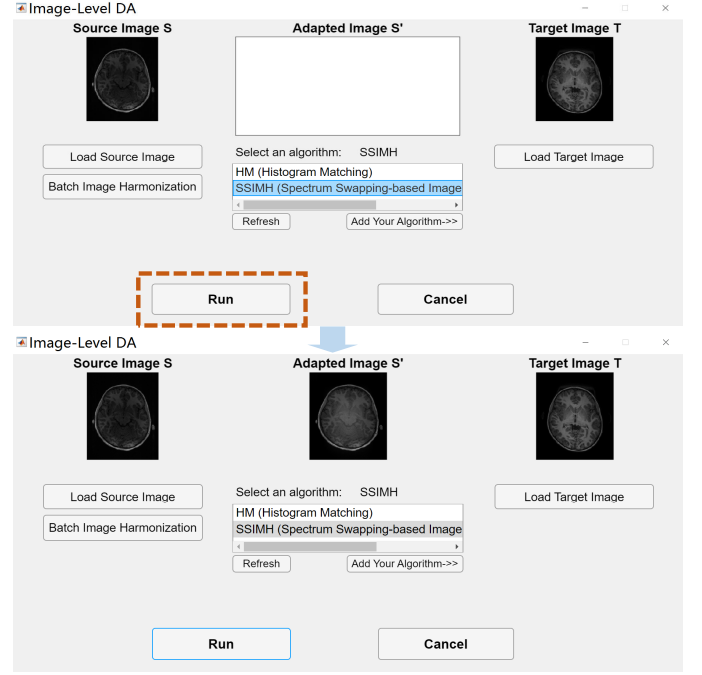 Image-Level DA
Source Image S
Adapted Image S'
Target Image T
Load Source Image
Select an algorithm: SSIMH
Load Target Image
HM (Histogram Matching)
Batch Image Harmonization
SSIMH (Spectrum Swapping-based Image
Refresh
Add Your Algorithm->>
Run
Cancel
Image-Level DA
Source Image S
Adapted Image S'
Target Image T
Load Source Image
Select an algorithm: SSIMH
Load Target Image
HM (Histogram Matching)
Batch Image Harmonization
SSIMH (Spectrum Swapping-based Image
Refresh
Add Your Algorithm->>
Run
Cancel